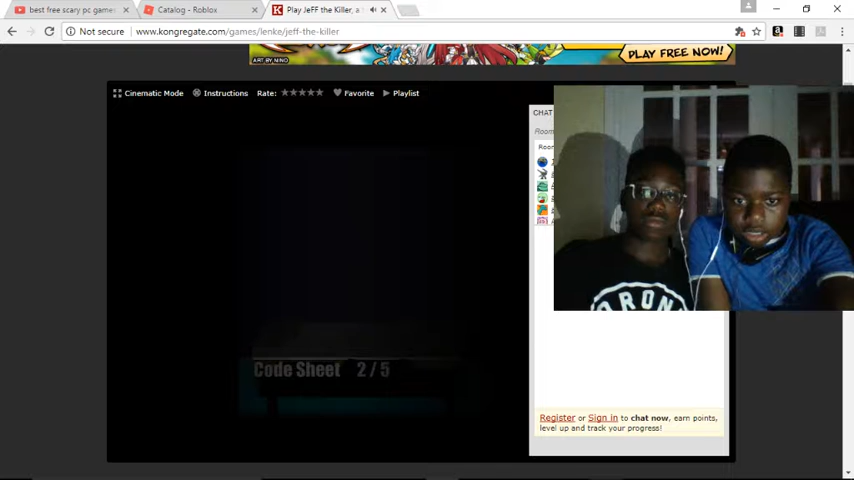 best free scary pc games
Catalog - Roblox
Play JeFF the Killer, a
Not secure
www.kongregate.com/games/lenke/jeff-the-killer
ART BY NINO
PLAY FREE NOW!
Cinematic Mode
Instructions
Rate:
Favorite
Playlist
CHAT
Room
Code Sheet 2 / 5
Register or Sign in to chat now, earn points,
level up and track your progress!